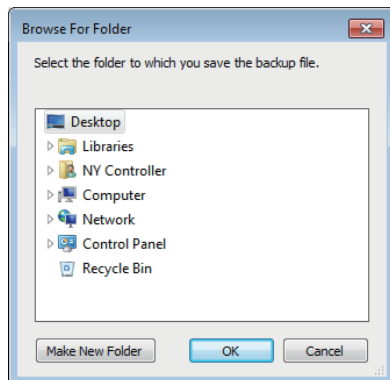 Browse For Folder
Select the folder to which you save the backup file.
Desktop
Libraries
NY Controller
Computer
Network
Control Panel
Recycle Bin
Make New Folder
OK
Cancel